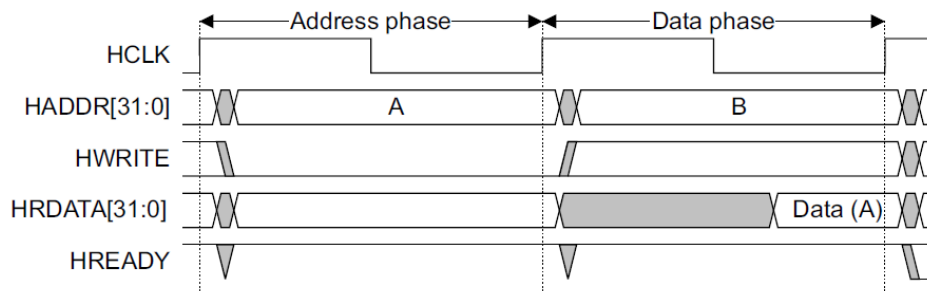 Address phase Data phase
HCLK
HADDR[31:0] A B
HWRITE
HRDATA[31:0] Data (A)
HREADY